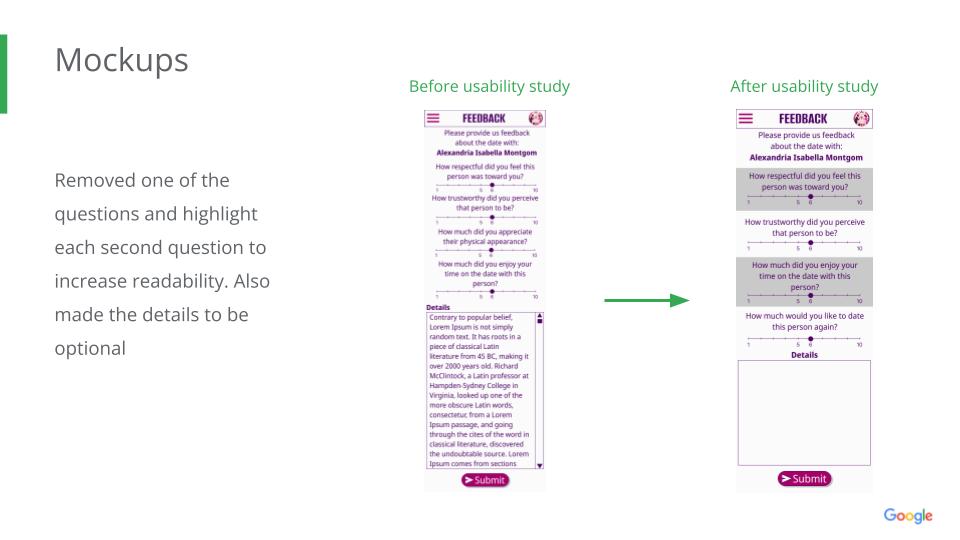 Mockups
Removed one of the
questions and highlight
each second question to
increase readability. Also
made the details to be
optional
Before usability study
FEEDBACK
Please provide us feedback
about the date with:
Alexandria Isabella Montgom
How respectful did you feel this
person was toward you?
1 5 6 10
How trustworthy did you perceive
that person to be?
1 5 6 10
How much did you appreciate
their physical appearance?
1 5 6 10
How much did you enjoy your
time on the date with this
person?
1 5 6 10
Details
Contrary to popular belief,
Lorem Ipsum is not simply
random text. It has roots in a
piece of classical Latin
literature from 45 BC, making it
over 2000 years old. Richard
McClintock, a Latin professor at
Hampden-Sydney College in
Virginia, looked up one of the
more obscure Latin words,
consectetur, from a Lorem
Ipsum passage, and going
through the cites of the word in
classical literature, discovered
the undoubtable source. Lorem
Ipsum comes from sections
Submit
After usability study
FEEDBACK
Please provide us feedback
about the date with:
Alexandria Isabella Montgom
How respectful did you feel this
person was toward you?
1 5 6 10
How trustworthy did you perceive
that person to be?
1 5 6 10
How much did you enjoy your
time on the date with this
person?
1 5 6 10
How much would you like to date
this person again?
1 5 6 10
Details
Submit
Google